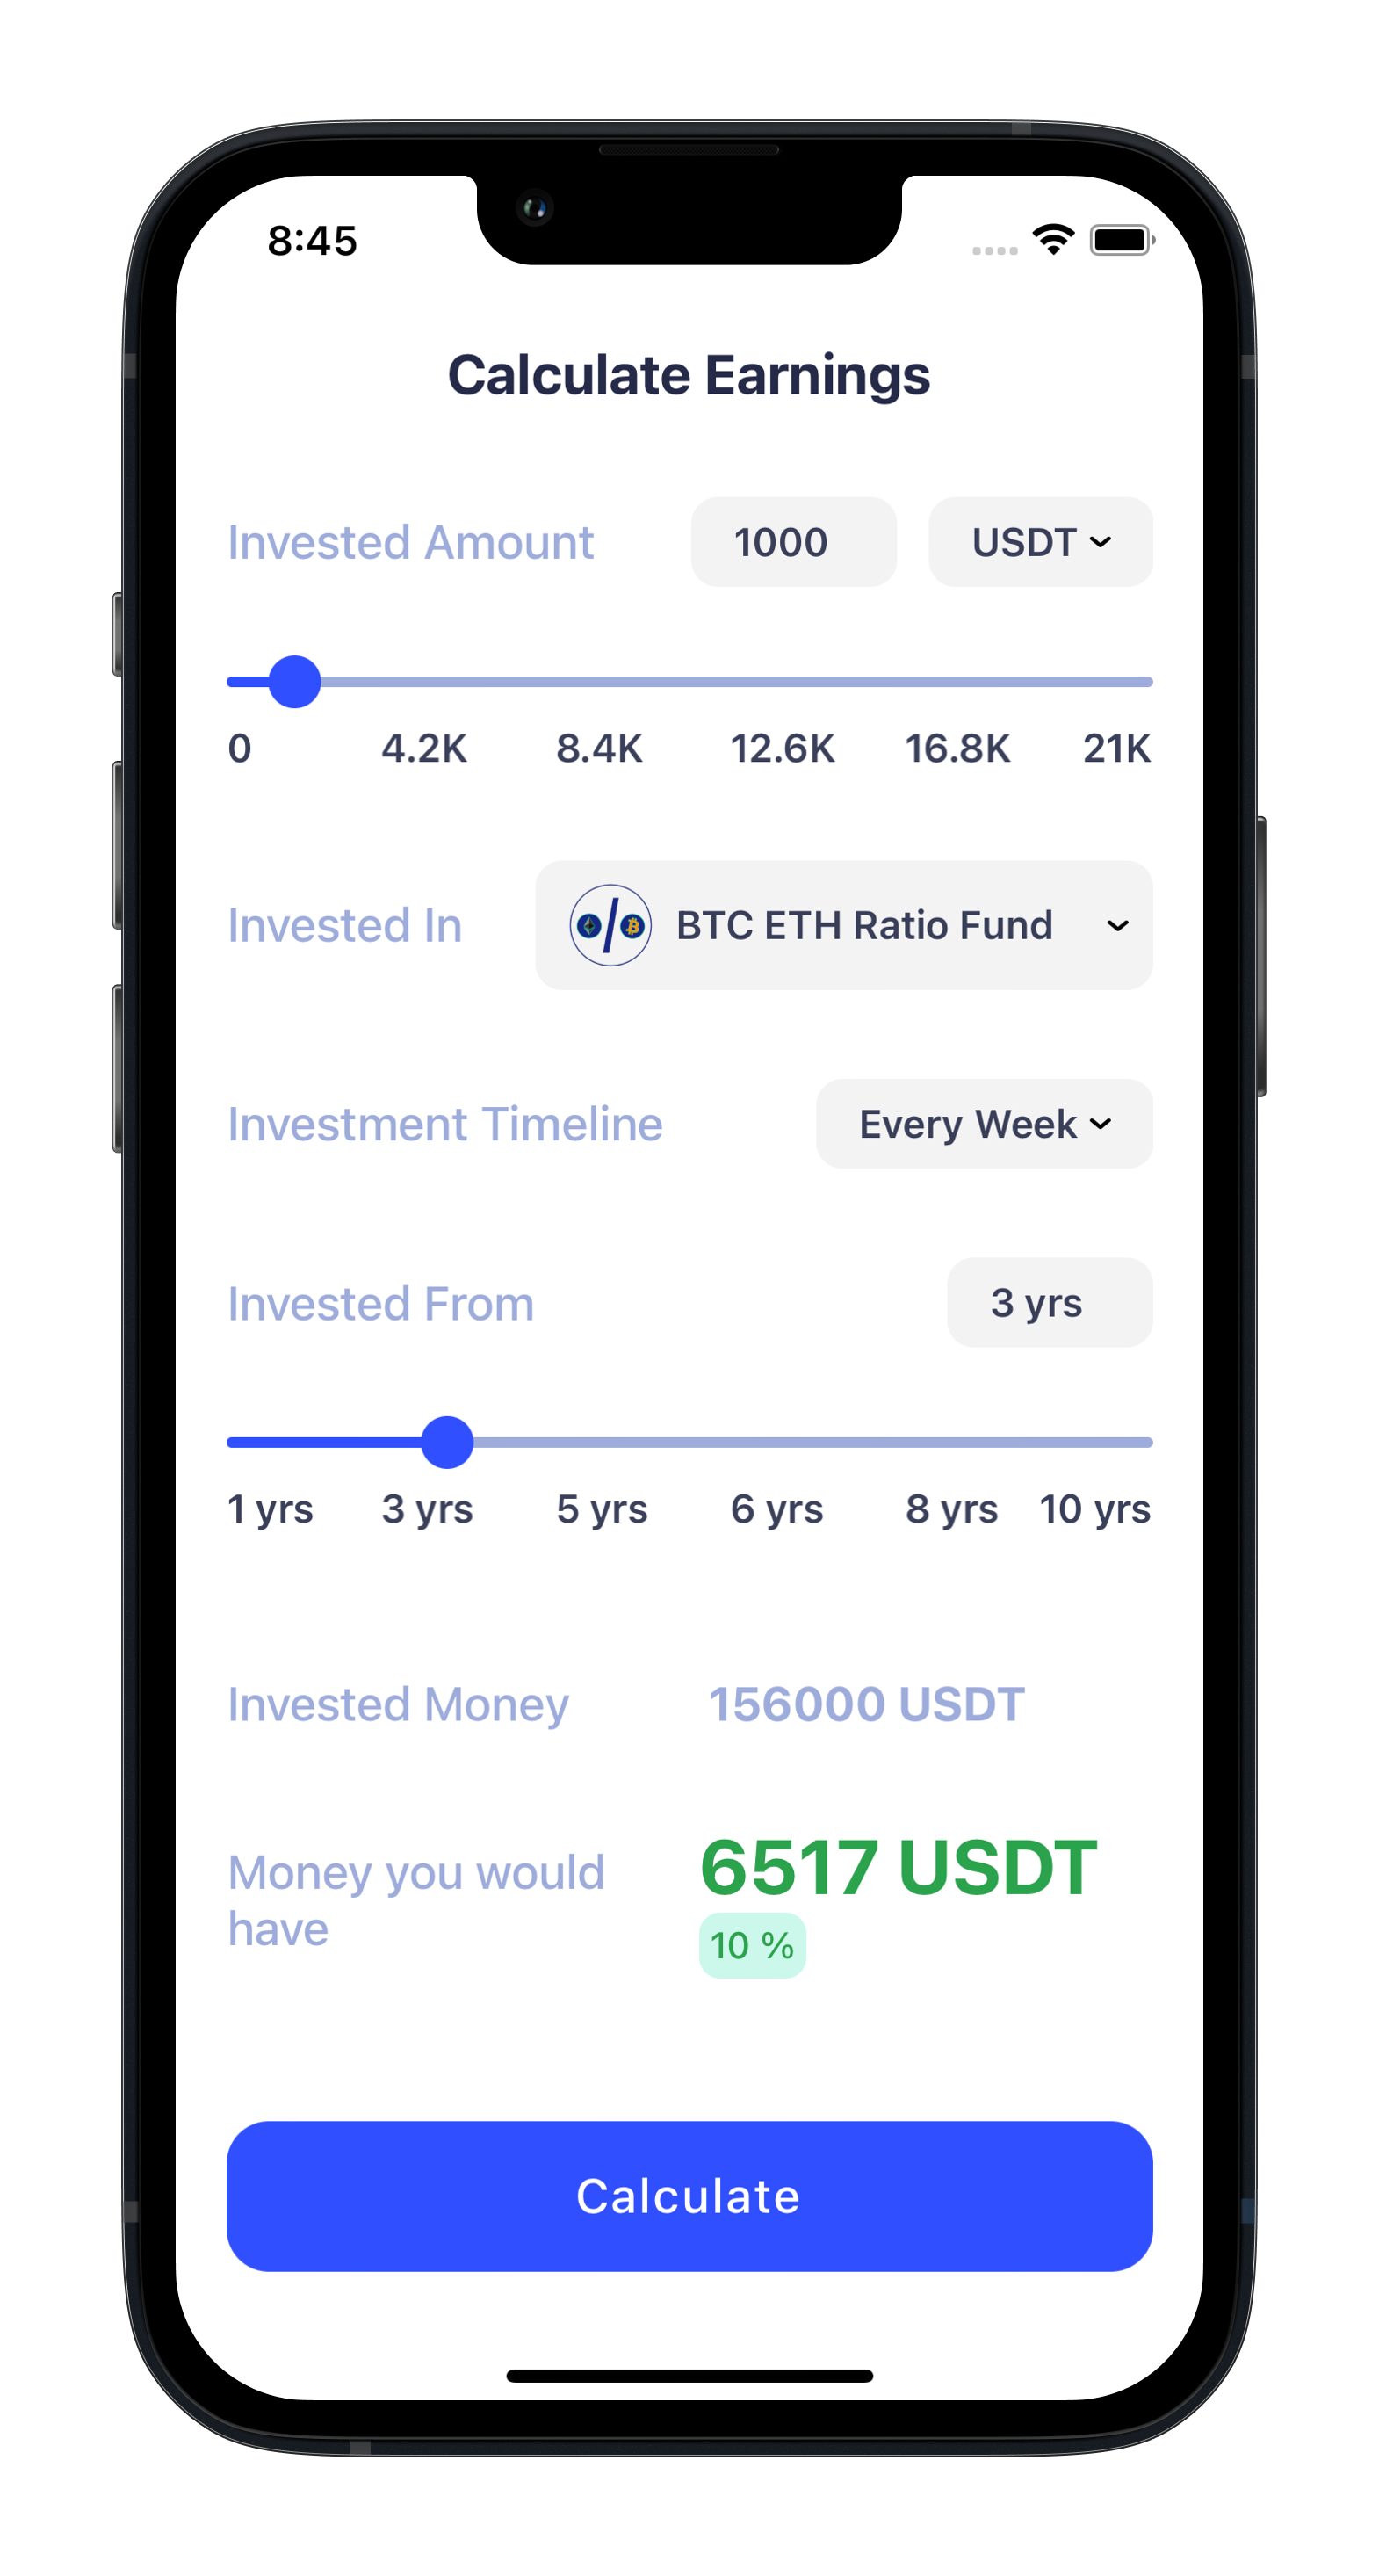 8:45
Calculate Earnings
Invested Amount 1000 USDT
0 4.2K 8.4K 12.6K 16.8K 21K
Invested In BTC ETH Ratio Fund
Investment Timeline Every Week
Invested From 3 yrs
1 yrs 3 yrs 5 yrs 6 yrs 8 yrs 10 yrs
Invested Money 156000 USDT
Money you would
have
6517 USDT
10 %
Calculate